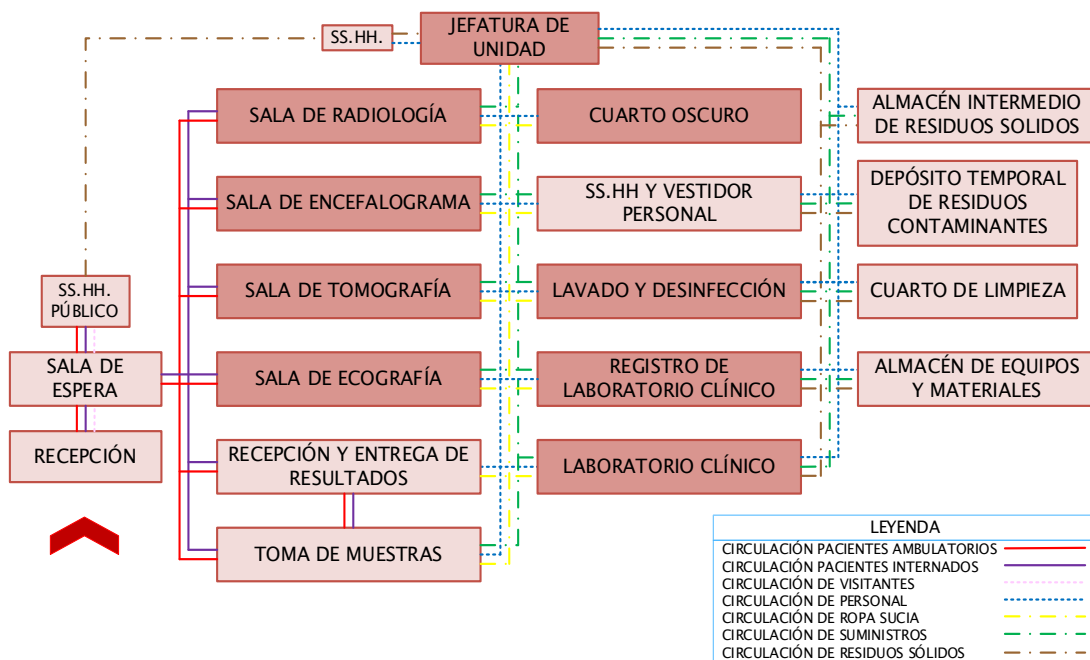 JEFATURA DE
UNIDAD
SS.HH.
SALA DE RADIOLOGÍA
CUARTO OSCURO
ALMACÉN INTERMEDIO
DE RESIDUOS SOLIDOS
SALA DE ENCEFALOGRAMA
SS.HH Y VESTIDOR
PERSONAL
DEPÓSITO TEMPORAL
DE RESIDUOS
CONTAMINANTES
SS.HH.
PÚBLICO
SALA DE TOMOGRAFÍA
LAVADO Y DESINFECCIÓN
CUARTO DE LIMPIEZA
SALA DE
ESPERA
SALA DE ECOGRAFÍA
REGISTRO DE
LABORATORIO CLÍNICO
ALMACÉN DE EQUIPOS
Y MATERIALES
RECEPCIÓN
RECEPCIÓN Y ENTREGA DE
RESULTADOS
LABORATORIO CLÍNICO
TOMA DE MUESTRAS
LEYENDA
CIRCULACIÓN PACIENTES AMBULATORIOS
CIRCULACIÓN PACIENTES INTERNADOS
CIRCULACIÓN DE VISITANTES
CIRCULACIÓN DE PERSONAL
CIRCULACIÓN DE ROPA SUCIA
CIRCULACIÓN DE SUMINISTROS
CIRCULACIÓN DE RESIDUOS SÓLIDOS